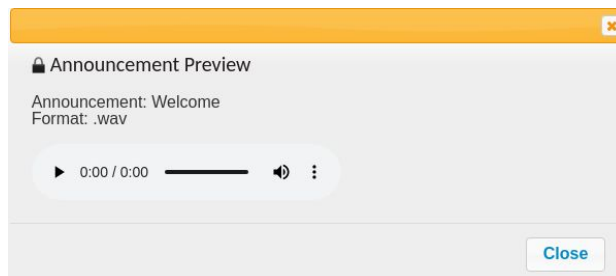 Announcement Preview
Announcement: Welcome
Format: .wav
0:00 / 0:00
Close